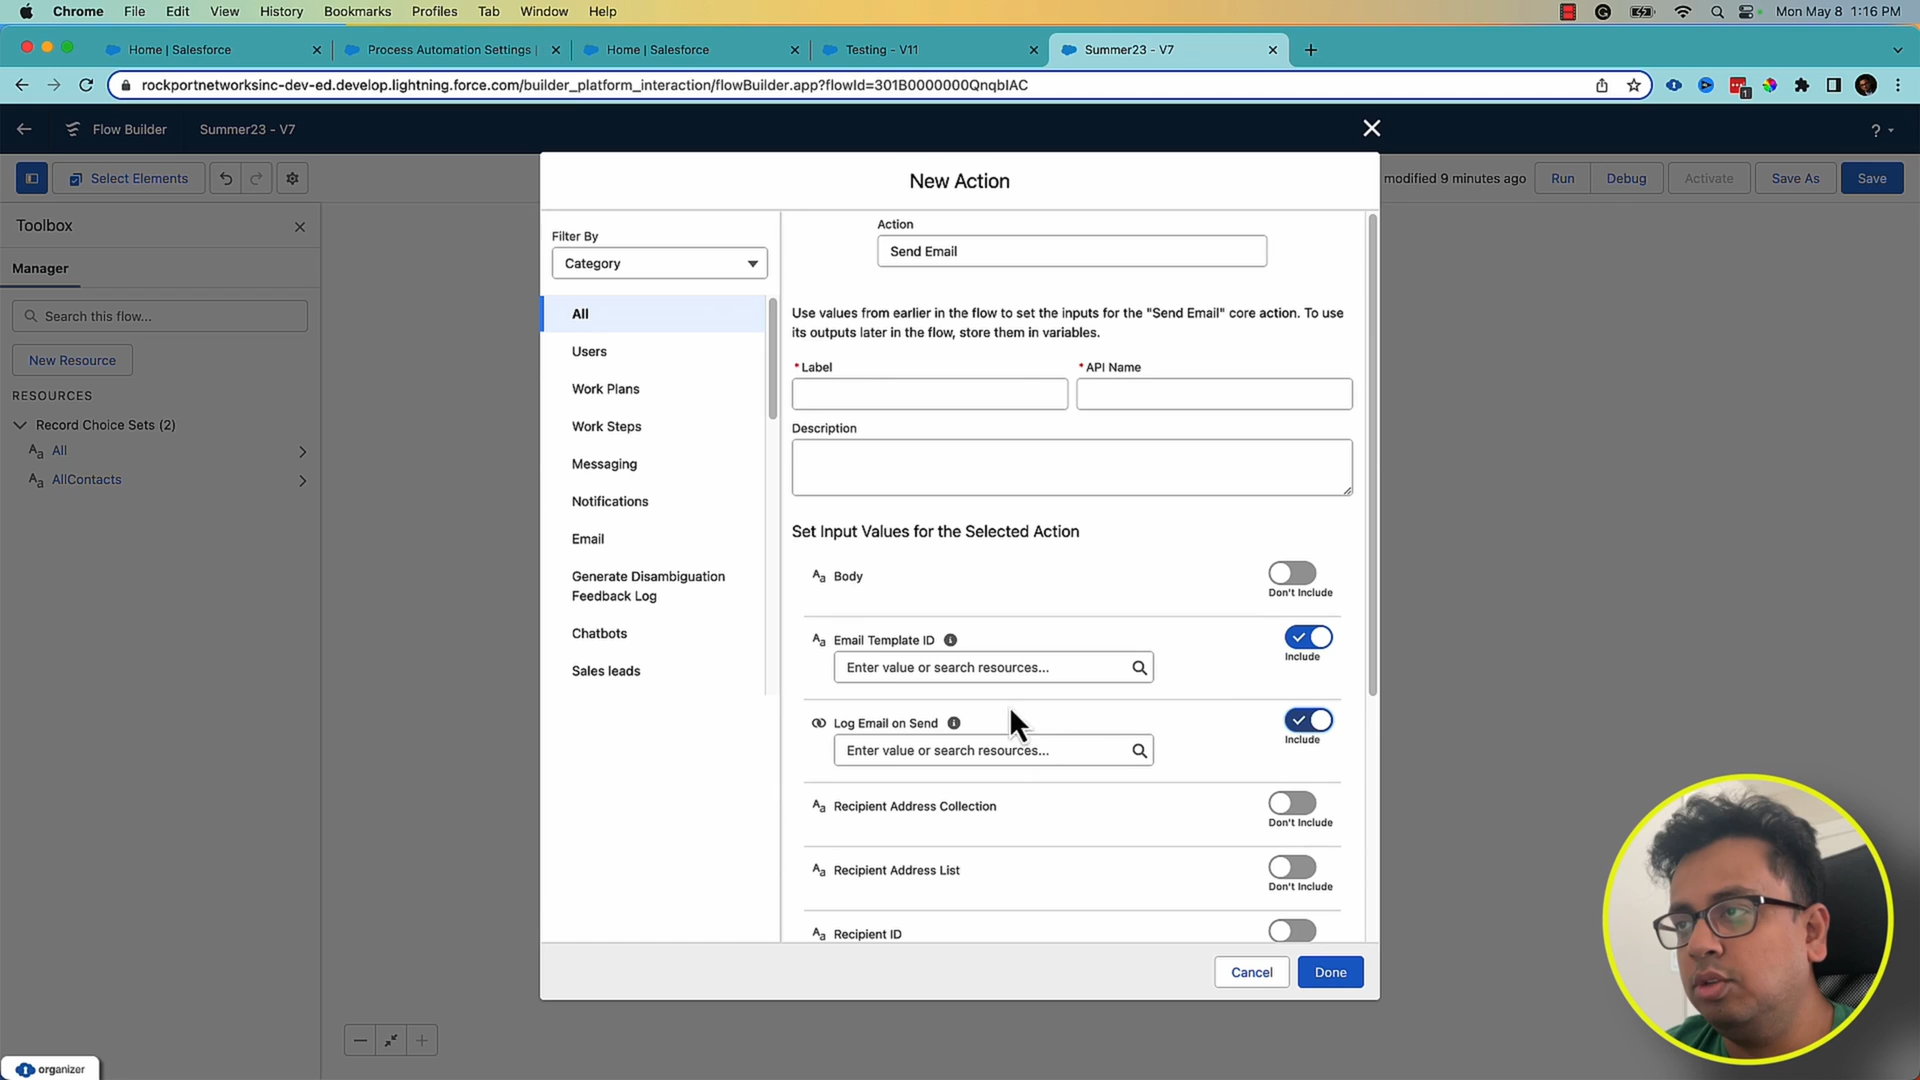 Chrome File Edit View History Bookmarks Profiles Tab Window Help Mon May 8 1:16 PM
Home | Salesforce Process Automation Settings | Home | Salesforce Testing - V11 Summer23 - V7
rockportnetworksinc-dev-ed.develop.lightning.force.com/builder_platform_interaction/flowBuilder.app?flowId=301B0000000QnqbIAC
1
Flow Builder Summer23 - V7 ?
Select Elements modified 9 minutes ago Run Debug Activate Save As Save
Toolbox
Manager
Search this flow...
New Resource
RESOURCES
Record Choice Sets (2)
Aa All
Aa AllContacts
New Action
Filter By
Category
All
Users
Work Plans
Work Steps
Messaging
Notifications
Email
Generate Disambiguation
Feedback Log
Chatbots
Sales leads
Action
Send Email
Use values from earlier in the flow to set the inputs for the "Send Email" core action. To use
its outputs later in the flow, store them in variables.
* Label * API Name
Description
Set Input Values for the Selected Action
Aa Body
Don't Include
Aa Email Template ID
Include
Enter value or search resources...
Log Email on Send
Include
Enter value or search resources...
Aa Recipient Address Collection
Don't Include
Aa Recipient Address List
Don't Include
Aa Recipient ID
Cancel Done
organizer